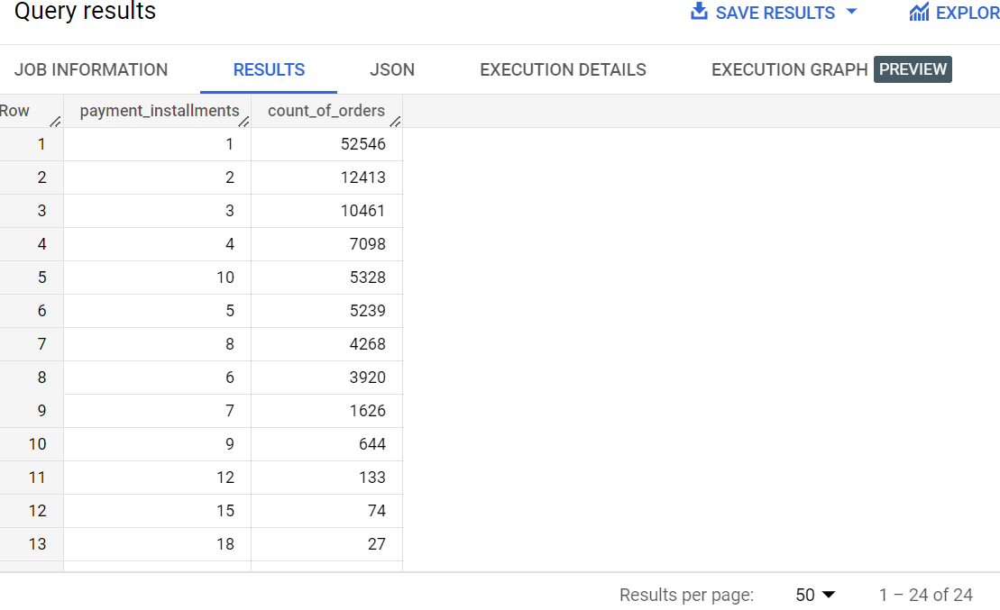 Query results SAVE RESULTS EXPLOR
JOB INFORMATION RESULTS JSON EXECUTION DETAILS EXECUTION GRAPH PREVIEW
Row payment_installments count_of_orders
1 1 52546
2 2 12413
3 3 10461
4 4 7098
5 10 5328
6 5 5239
7 8 4268
8 6 3920
9 7 1626
10 9 644
11 12 133
12 15 74
13 18 27
Results per page: 50 1 – 24 of 24